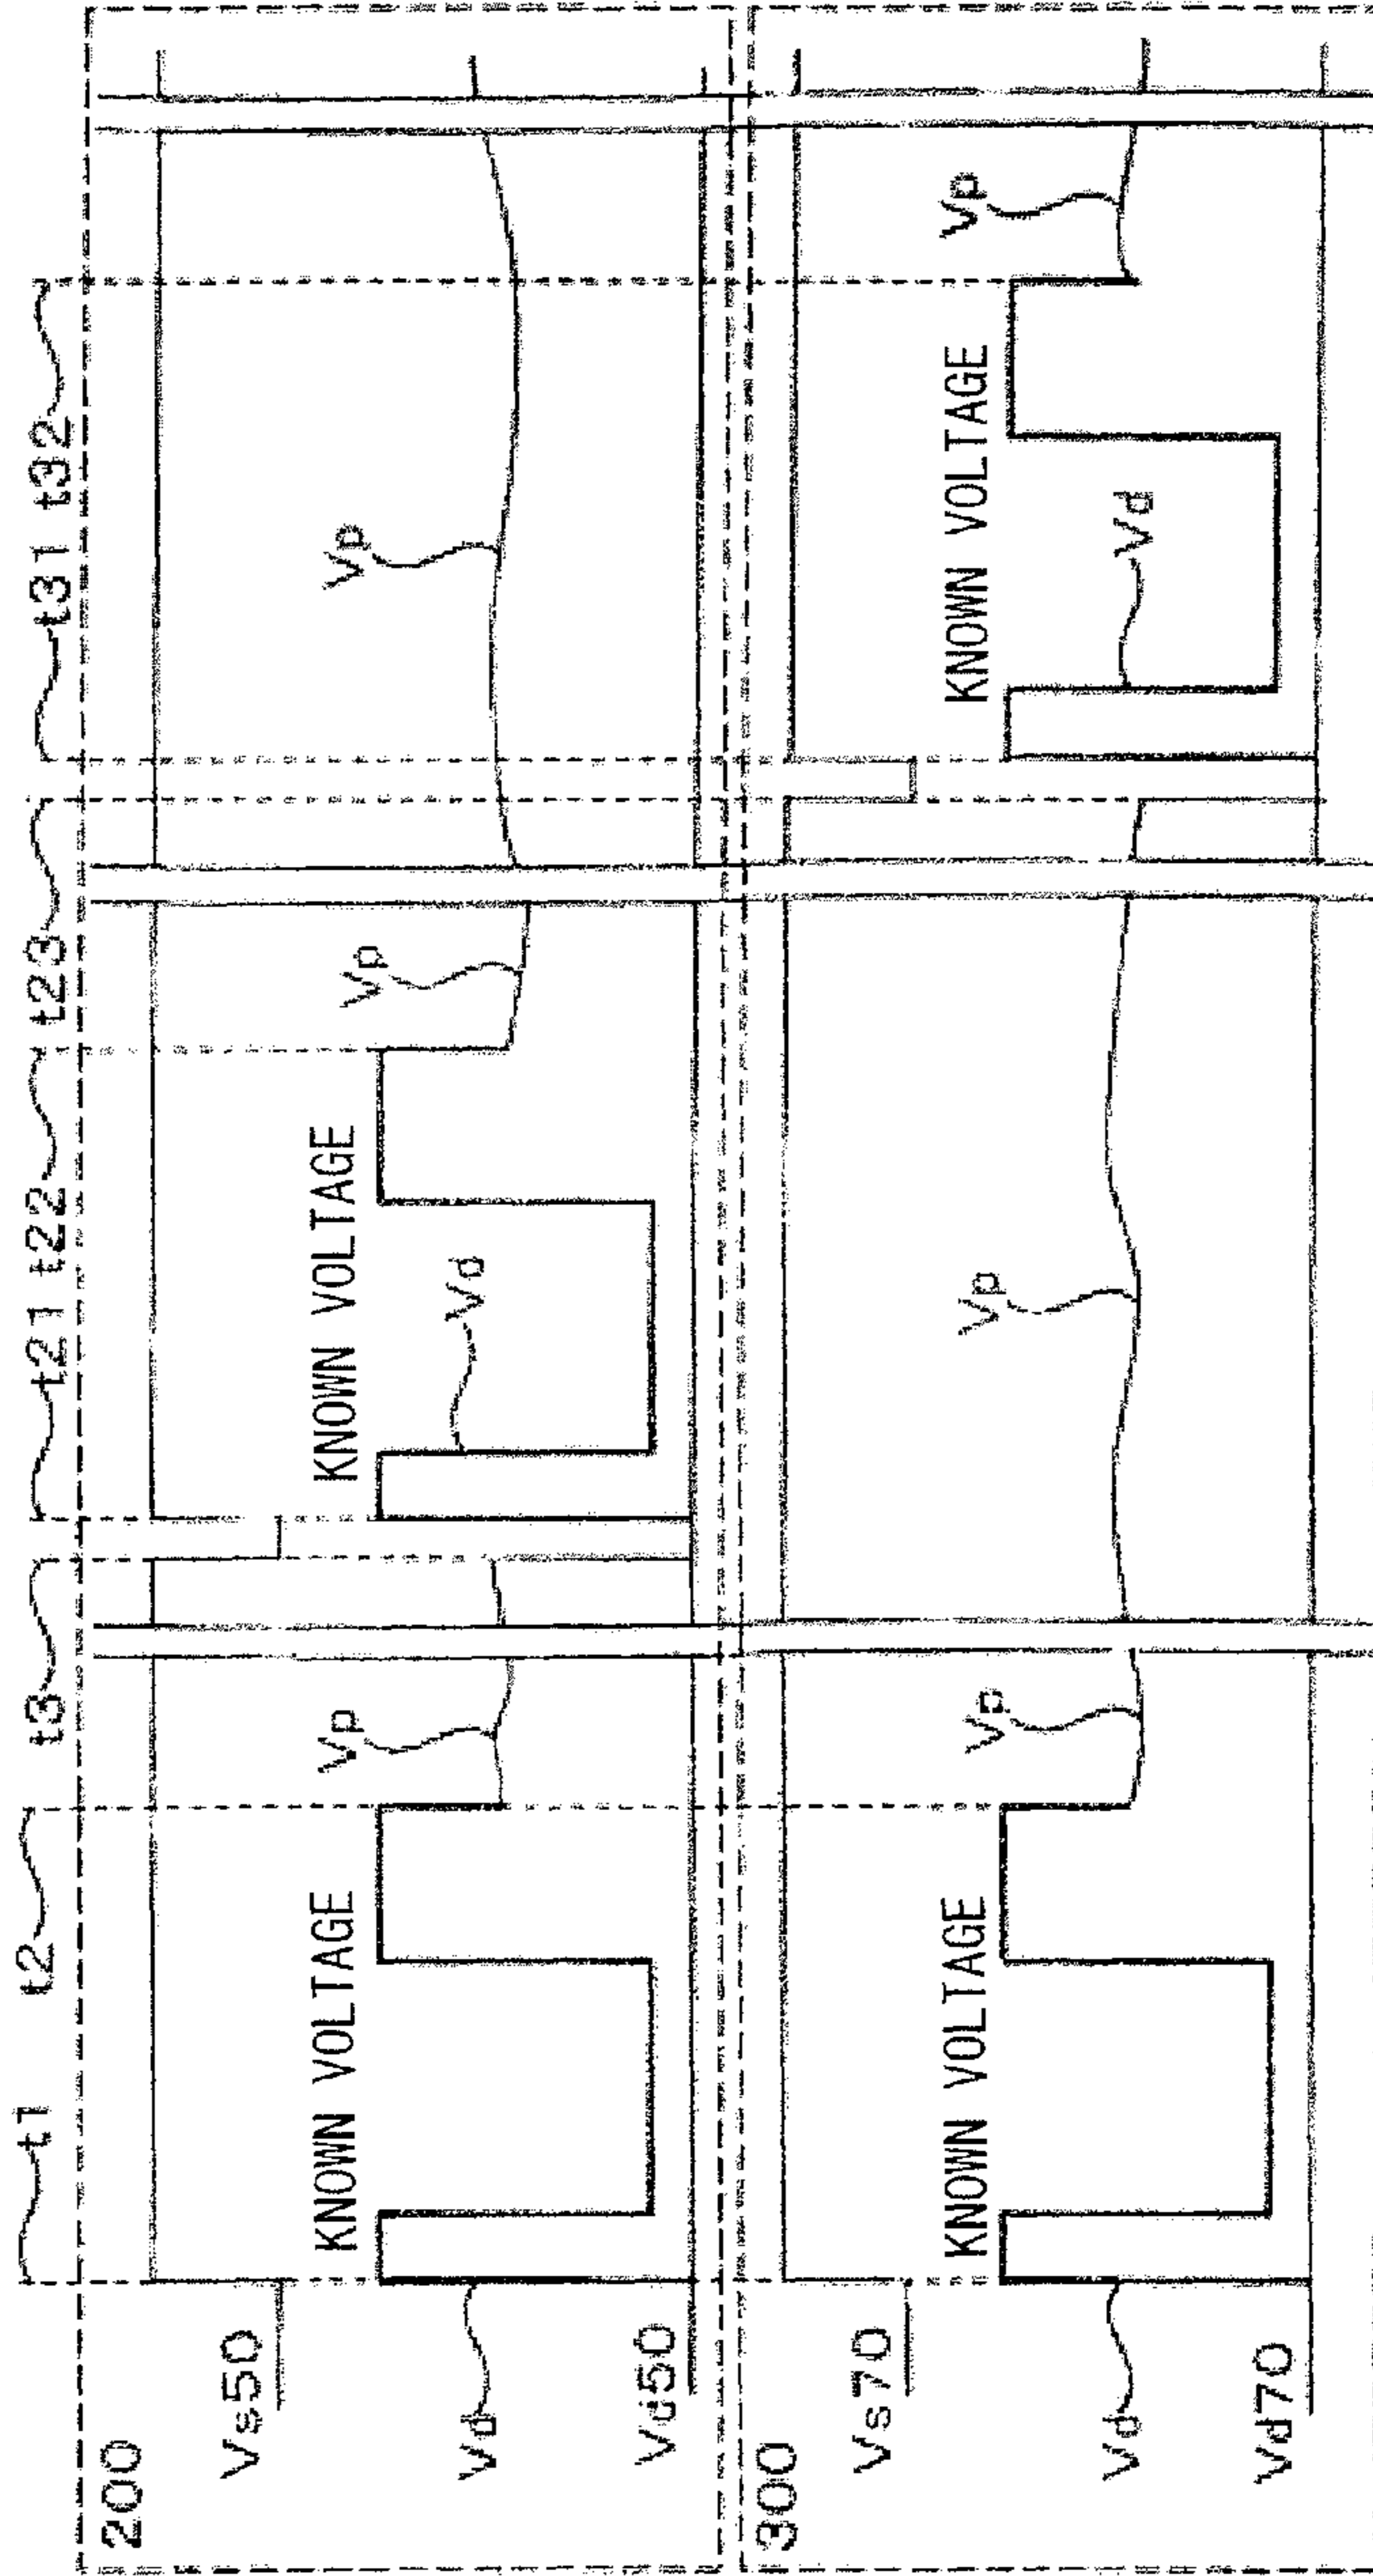 t1 t2 t3 t21 t22 t23 t31 t32
200
Vs50
KNOWN VOLTAGE
Vp
KNOWN VOLTAGE
Vp
Vp
Vd
Vd
Vd50
300
Vs70
KNOWN VOLTAGE
Vp
Vp
KNOWN VOLTAGE
Vp
Vd
Vd
Vd70